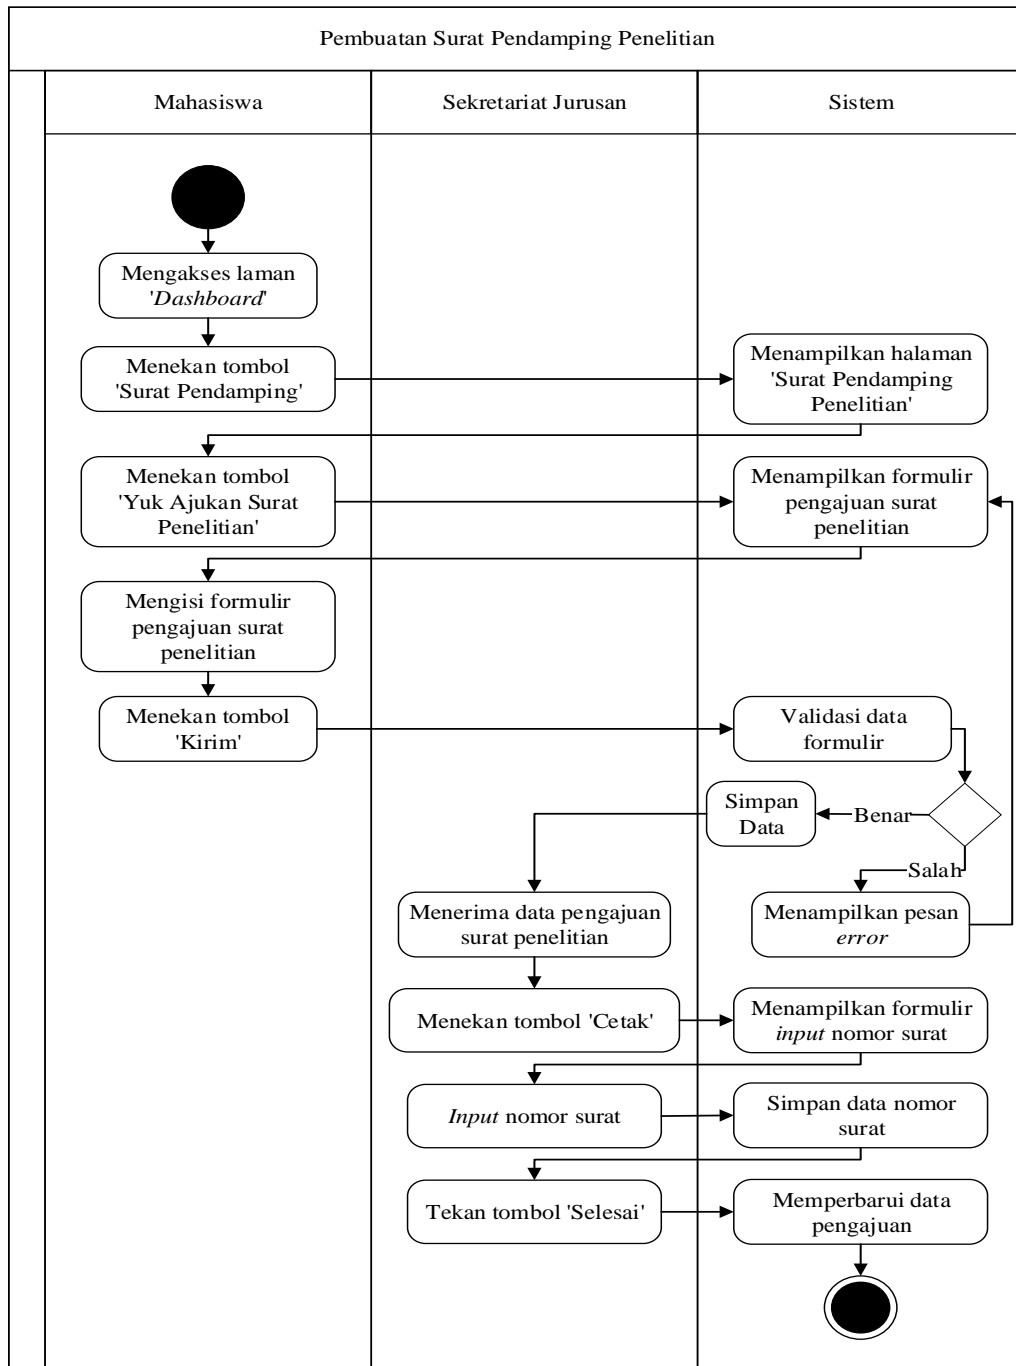 Pembuatan Surat Pendamping Penelitian
Mahasiswa
Sekretariat Jurusan
Sistem
Mengakses laman
'Dashboard'
Menekan tombol
'Surat Pendamping'
Menampilkan halaman
'Surat Pendamping
Penelitian'
Menekan tombol
'Yuk Ajukan Surat
Penelitian'
Menampilkan formulir
pengajuan surat
penelitian
Mengisi formulir
pengajuan surat
penelitian
Menekan tombol
'Kirim'
Validasi data
formulir
Benar
Simpan
Data
Salah
Menampilkan pesan
error
Menerima data pengajuan
surat penelitian
Menekan tombol 'Cetak'
Menampilkan formulir
input nomor surat
Input nomor surat
Simpan data nomor
surat
Tekan tombol 'Selesai'
Memperbarui data
pengajuan